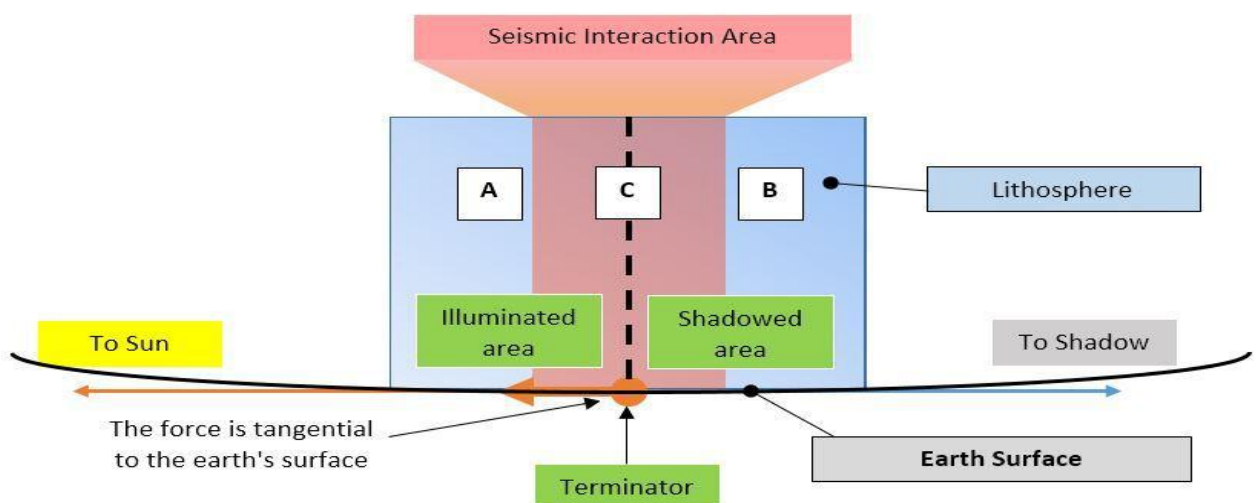 Seismic Interaction Area
A
C
B
Lithosphere
Illuminated
area
Shadowed
area
To Sun
To Shadow
The force is tangential
to the earth's surface
Earth Surface
Terminator